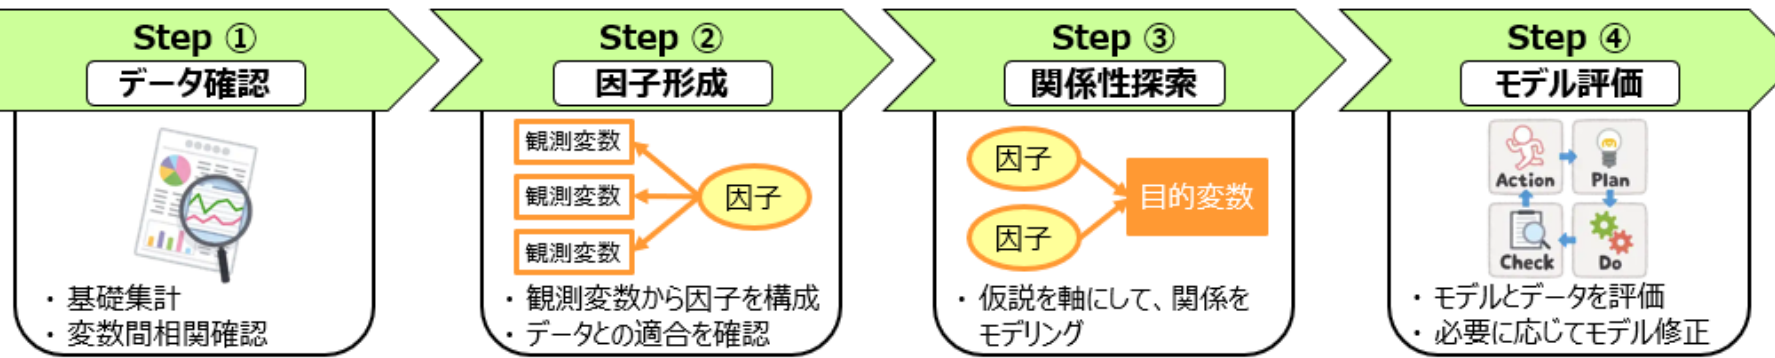 Step ①
データ確認
・基礎集計
・変数間相関確認
Step ②
因子形成
観測変数
観測変数
観測変数
因子
・観測変数から因子を構成
・データとの適合を確認
Step ③
関係性探索
因子
因子
目的変数
・仮説を軸にして、関係を
モデリング
Step ④
モデル評価
Action
Plan
Check
Do
・モデルとデータを評価
・必要に応じてモデル修正